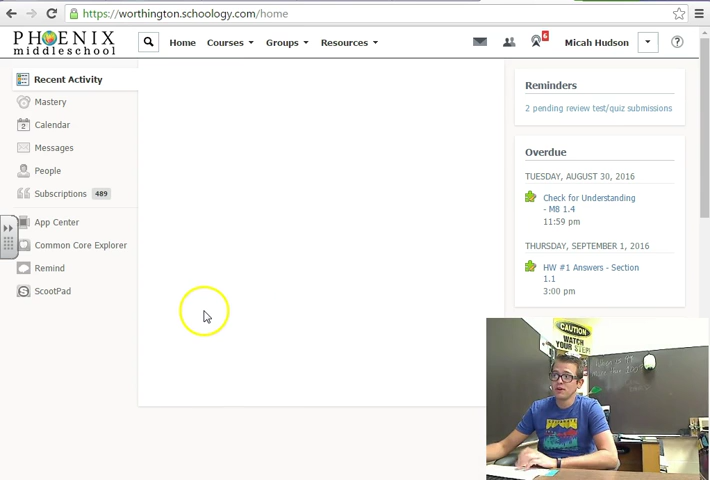 https://worthington.schoology.com/home
PHOENIX
middleschool
Home
Courses
Groups
Resources
6
Micah Hudson
?
Recent Activity
Mastery
2
Calendar
Messages
People
Subscriptions 489
App Center
Common Core Explorer
Remind
S
ScootPad
Reminders
2 pending review test/quiz submissions
Overdue
TUESDAY, AUGUST 30, 2016
Check for Understanding
- M8 1.4
11:59 pm
THURSDAY, SEPTEMBER 1, 2016
HW #1 Answers - Section
1.1
3:00 pm
CAUTION
WATCH
YOUR STEP!